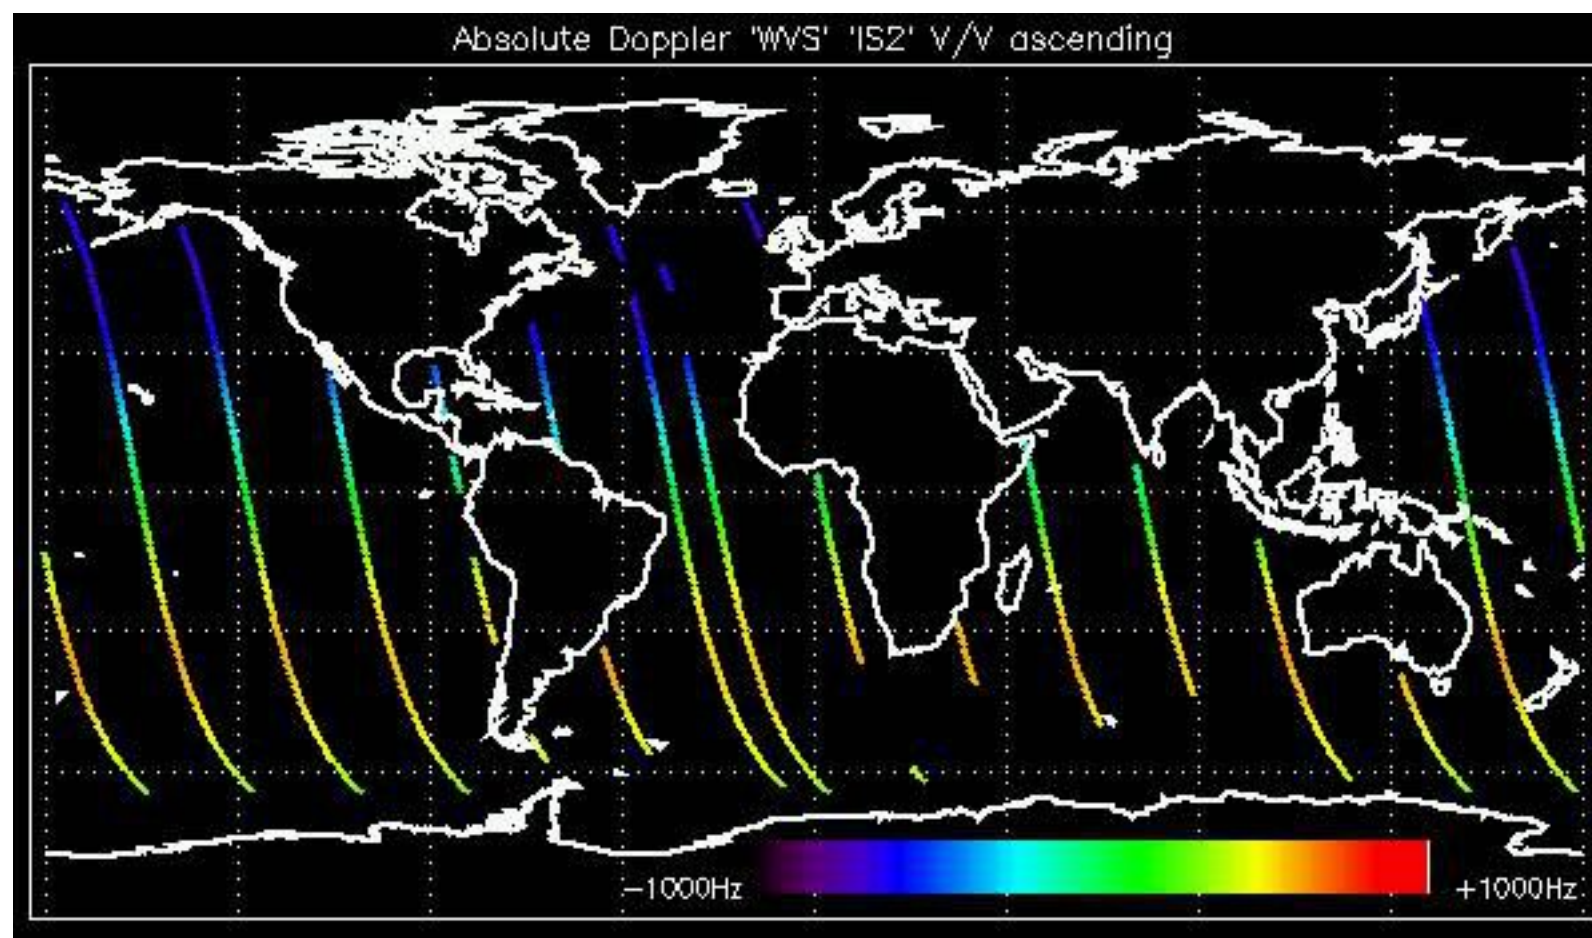 Absolute Doppler 'WVS' 'IS2' V/V ascending
-1000Hz +1000Hz